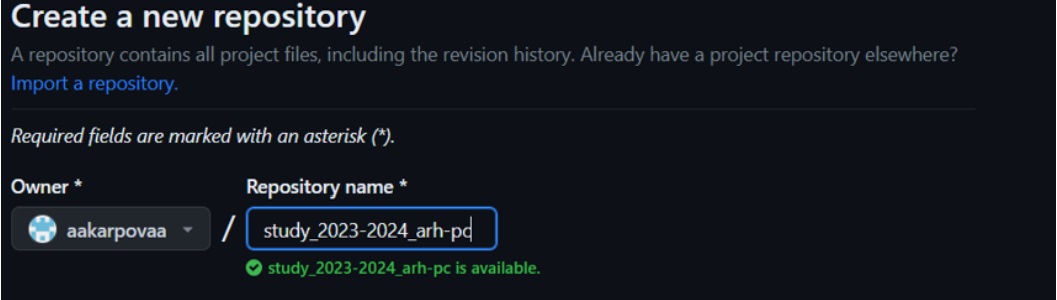 Create a new repository
A repository contains all project files, including the revision history. Already have a project repository elsewhere?
Import a repository.
Required fields are marked with an asterisk (*).
Owner * Repository name *
aakarpovaa / study_2023-2024_arh-pc
study_2023-2024_arh-pc is available.